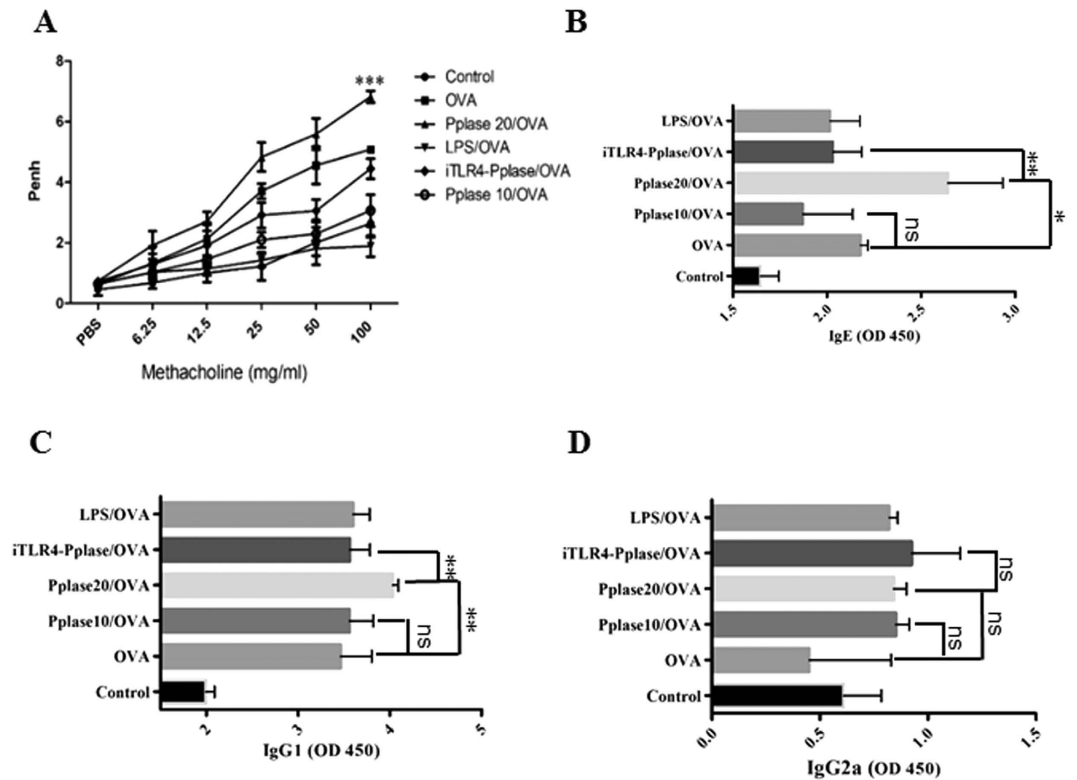 A
***
8
6
4
2
0
Penh
PBS
6.25
12.5
25
50
100
Methacholine (mg/ml)
Control
OVA
Pplase 20/OVA
LPS/OVA
iTLR4-Pplase/OVA
Pplase 10/OVA
B
LPS/OVA
iTLR4-Pplase/OVA
Pplase20/OVA
Pplase10/OVA
OVA
Control
**
*
ns
1.5
2.0
2.5
3.0
IgE (OD 450)
C
LPS/OVA
iTLR4-Pplase/OVA
Pplase20/OVA
Pplase10/OVA
OVA
Control
**
ns
2
3
4
5
IgG1 (OD 450)
D
LPS/OVA
iTLR4-Pplase/OVA
Pplase20/OVA
Pplase10/OVA
OVA
Control
ns
ns
ns
0.0
0.5
1.0
1.5
IgG2a (OD 450)